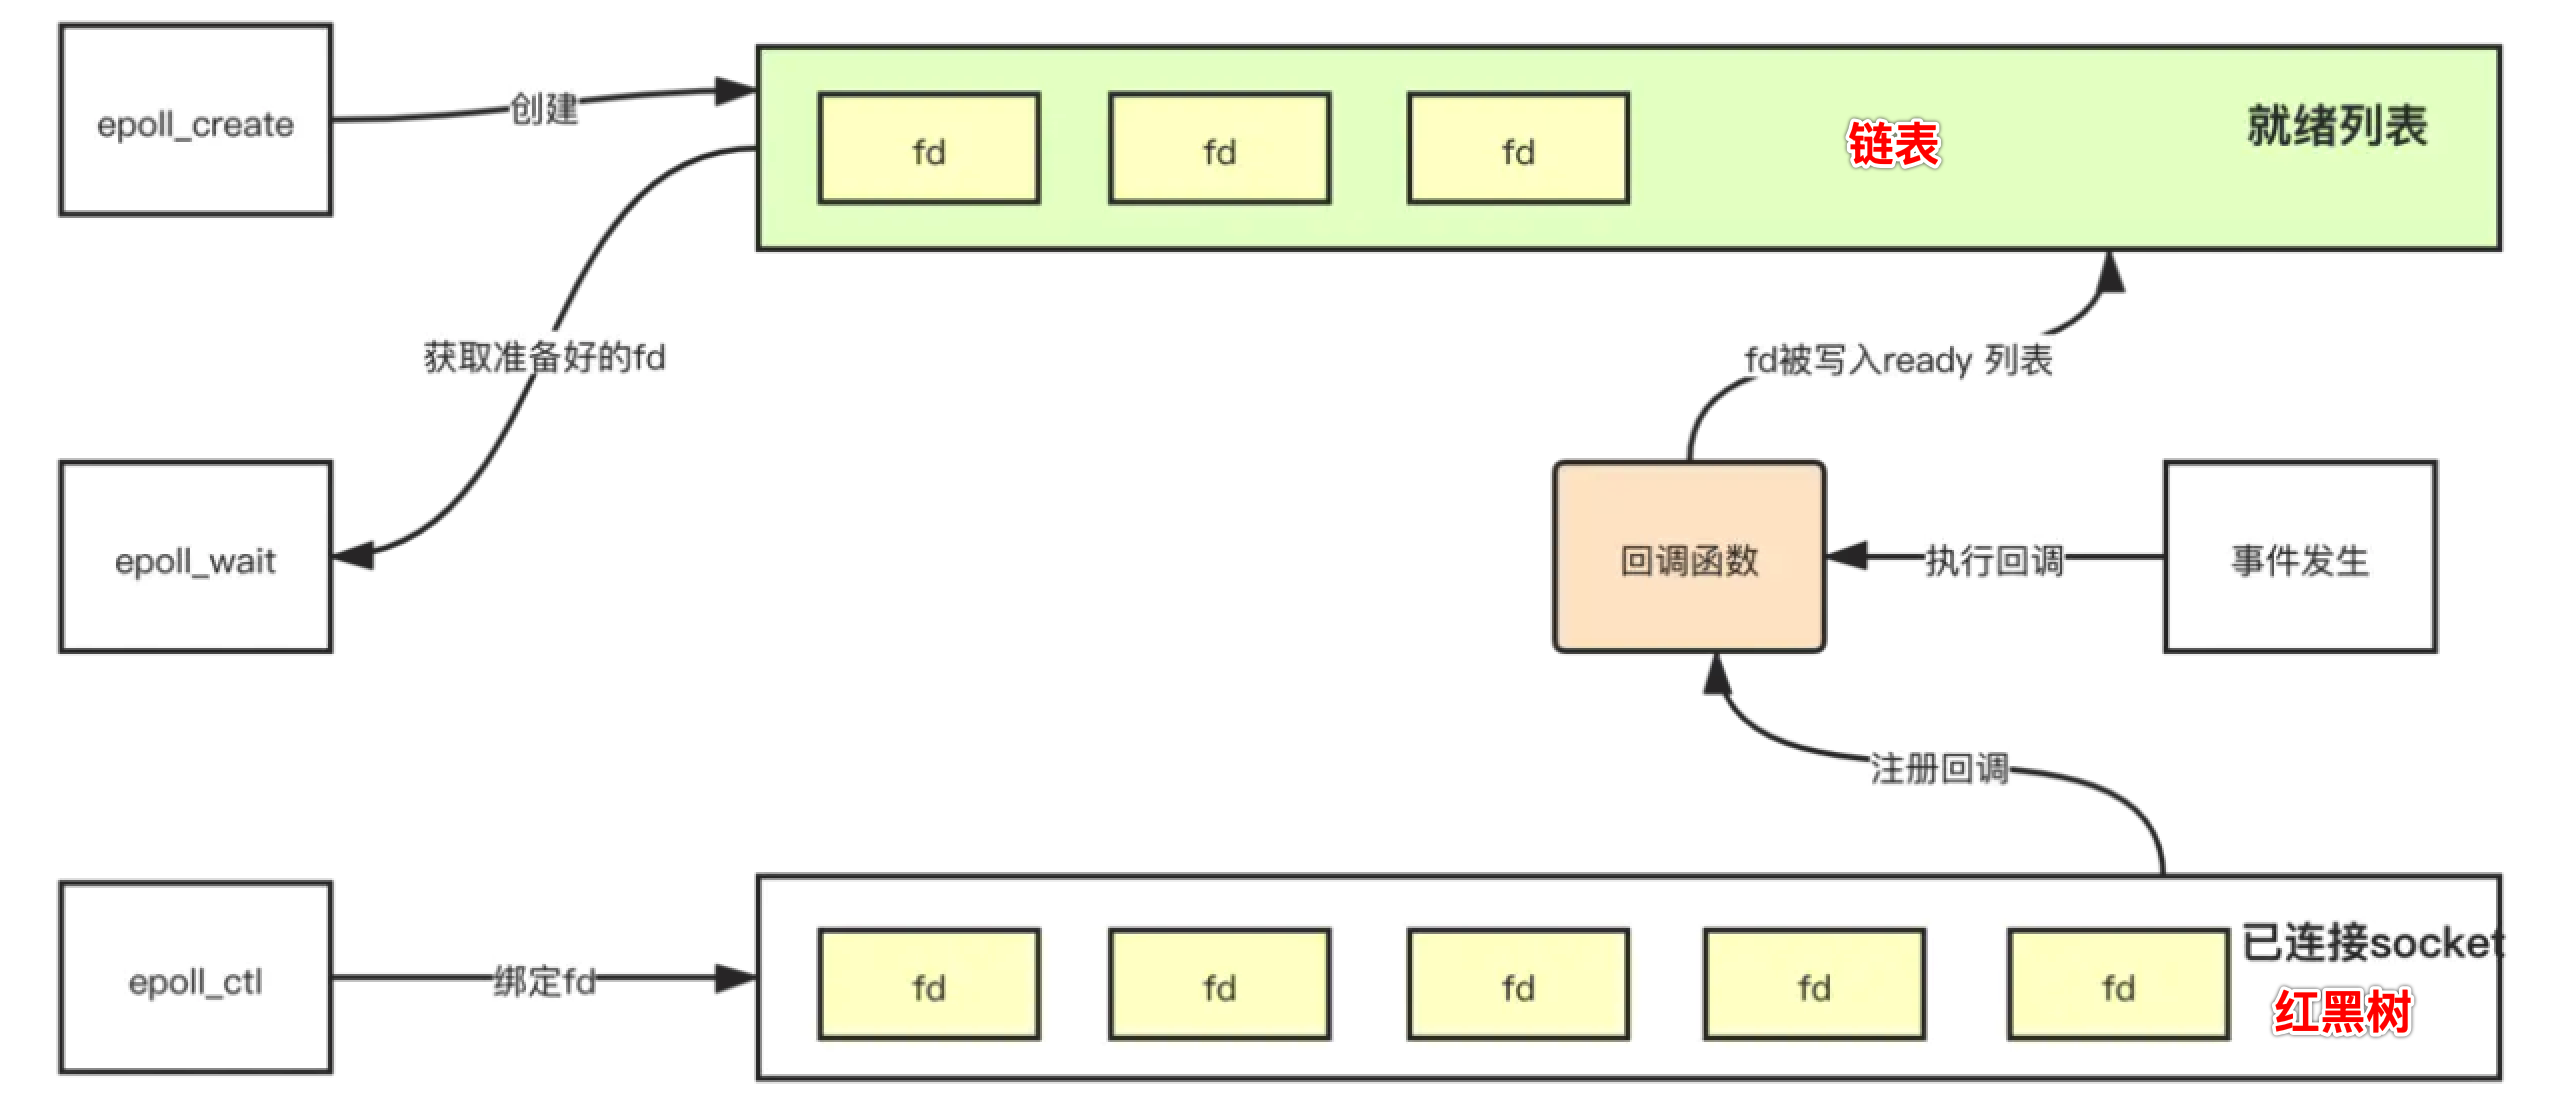 epoll_create
创建
fd
fd
fd
链表
就绪列表
获取准备好的fd
fd被写入ready 列表
epoll_wait
回调函数
执行回调
事件发生
注册回调
epoll_ctl
绑定fd
fd
fd
fd
fd
fd
已连接socket
红黑树